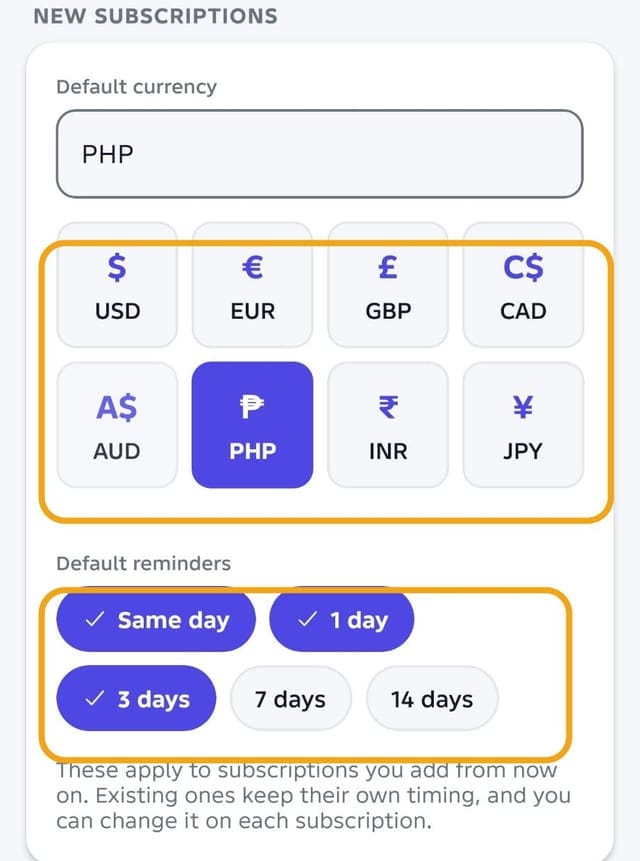 NEW SUBSCRIPTIONS
Default currency
PHP
$ € £ C$
USD EUR GBP CAD
A$ ₱ ₹ ¥
AUD PHP INR JPY
Default reminders
✓ Same day ✓ 1 day
✓ 3 days 7 days 14 days
These apply to subscriptions you add from now
on. Existing ones keep their own timing, and you
can change it on each subscription.